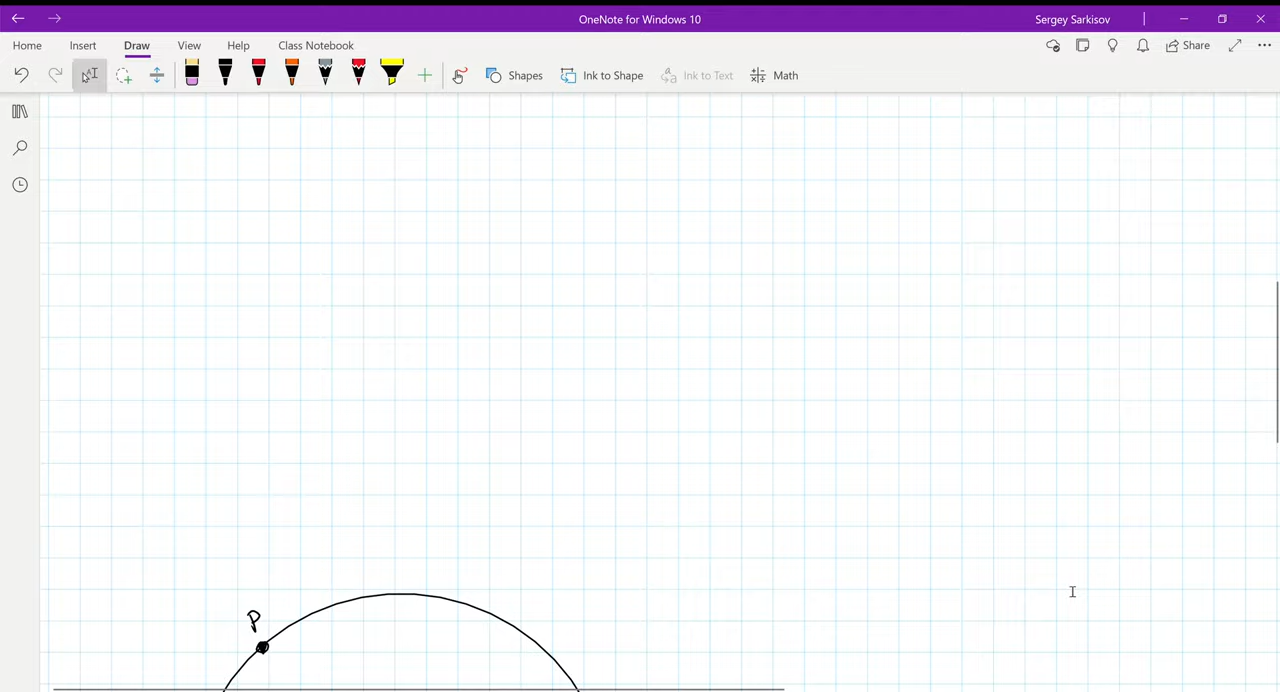 OneNote for Windows 10
Sergey Sarkisov
Home Insert Draw View Help Class Notebook
Share
Shapes Ink to Shape Ink to Text Math
P